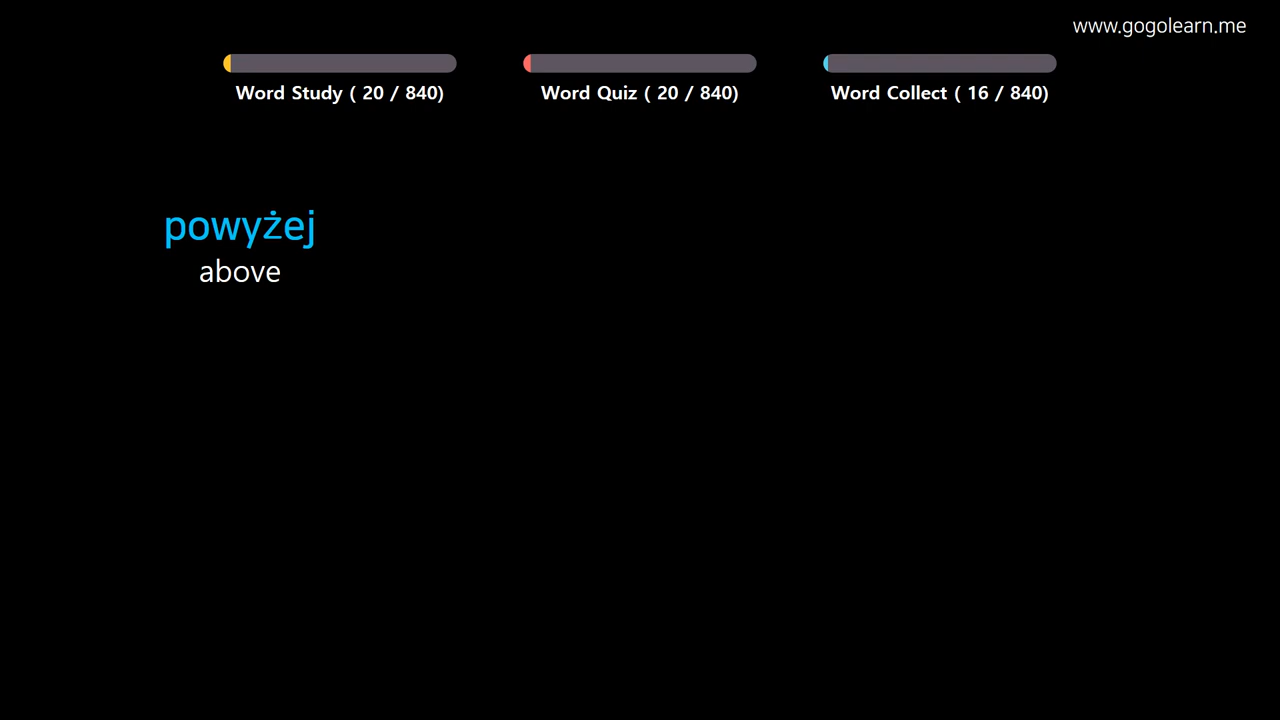 www.gogolearn.me
Word Study ( 20 / 840)
Word Quiz ( 20 / 840)
Word Collect ( 16 / 840)
powyżej
above